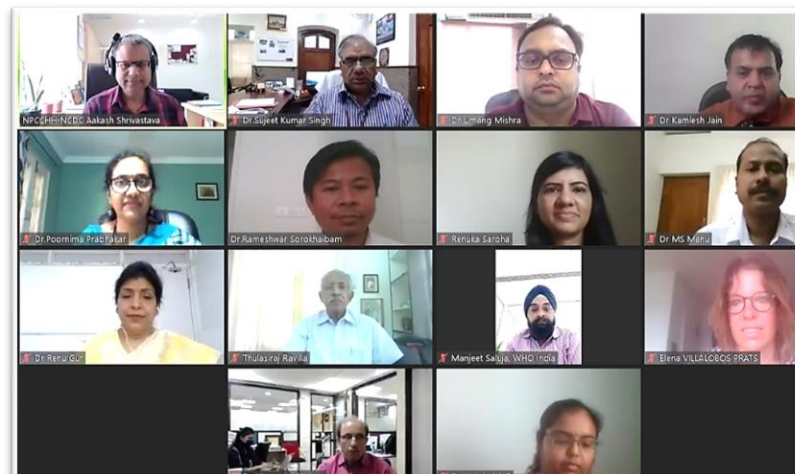 NPCCHH-NCDC Aakash Shrivastava
Dr.Sujeet Kumar Singh
Dr. Umang Mishra
Dr Kamlesh Jain
Dr.Poornima Prabhakar
Dr.Rameshwar Sorokhaibam
Renuka Saroha
Dr MS Manu
Dr Renu Gur
Thulasiraj Ravilla
Manjeet Saluja, WHO India
Elena VILLALOBOS PRATS